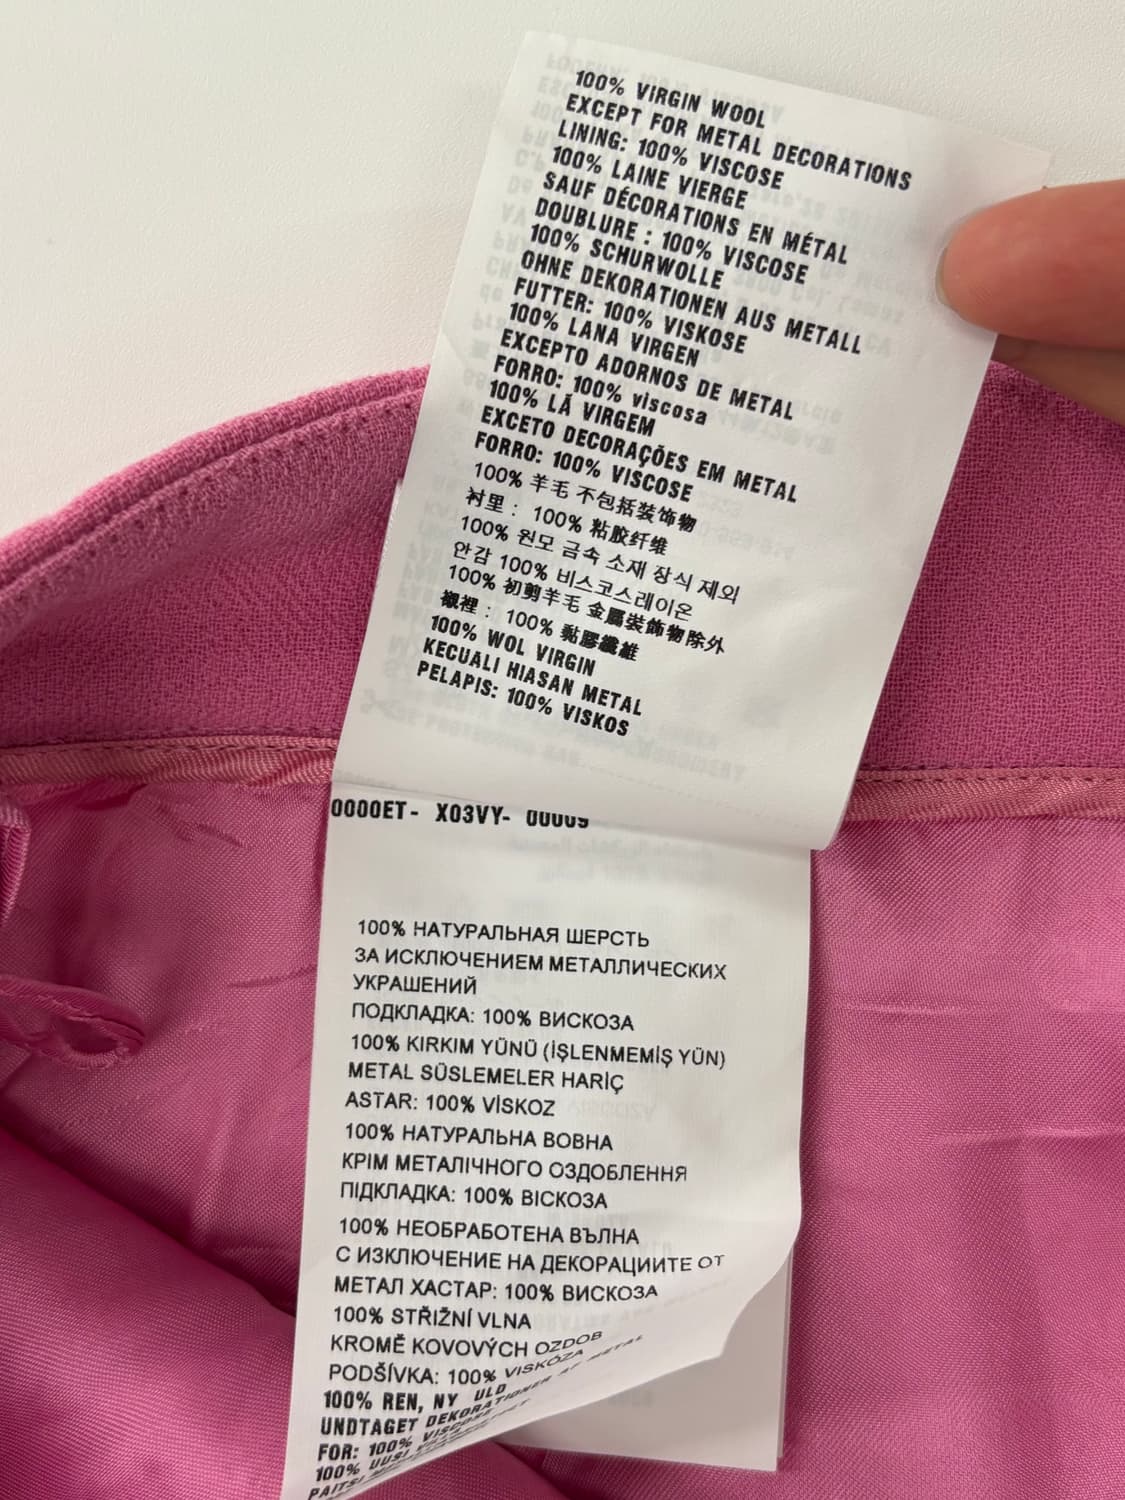 100% VIRGIN WOOL
EXCEPT FOR METAL DECORATIONS
LINING: 100% VISCOSE
100% LAINE VIERGE
SAUF DÉCORATIONS EN MÉTAL
DOUBLURE : 100% VISCOSE
100% SCHURWOLLE
OHNE DEKORATIONEN AUS METALL
FUTTER: 100% VISKOSE
100% LANA VIRGEN
EXCEPTO ADORNOS DE METAL
FORRO: 100% viscosa
100% LÃ VIRGEM
EXCETO DECORAÇÕES EM METAL
FORRO: 100% VISCOSE
100% 羊毛 不包括装饰物
衬里： 100% 粘胶纤维
100% 원모 금속 소재 장식 제외
안감 100% 비스코스레이온
100% 初剪羊毛 金屬裝飾物除外
襯裡： 100% 黏膠纖維
100% WOL VIRGIN
KECUALI HIASAN METAL
PELAPIS: 100% VISKOS
0000ET- X03VY- 00009
100% НАТУРАЛЬНАЯ ШЕРСТЬ
ЗА ИСКЛЮЧЕНИЕМ МЕТАЛЛИЧЕСКИХ
УКРАШЕНИЙ
ПОДКЛАДКА: 100% ВИСКОЗА
100% KIRKIM YÜNÜ (İŞLENMEMİŞ YÜN)
METAL SÜSLEMELER HARİÇ
ASTAR: 100% VİSKOZ
100% НАТУРАЛЬНА ВОВНА
КРІМ МЕТАЛІЧНОГО ОЗДОБЛЕННЯ
ПІДКЛАДКА: 100% ВІСКОЗА
100% НЕОБРАБОТЕНА ВЪЛНА
С ИЗКЛЮЧЕНИЕ НА ДЕКОРАЦИИТЕ ОТ
МЕТАЛ ХАСТАР: 100% ВИСКОЗА
100% STŘIŽNÍ VLNA
KROMĚ KOVOVÝCH OZDOB
PODŠÍVKA: 100% VISKÓZA
100% REN, NY ULD
UNDTAGET DEKORATIONER AF METAL
FOR: 100% VISCOSE
100% UUSI
PAITSI